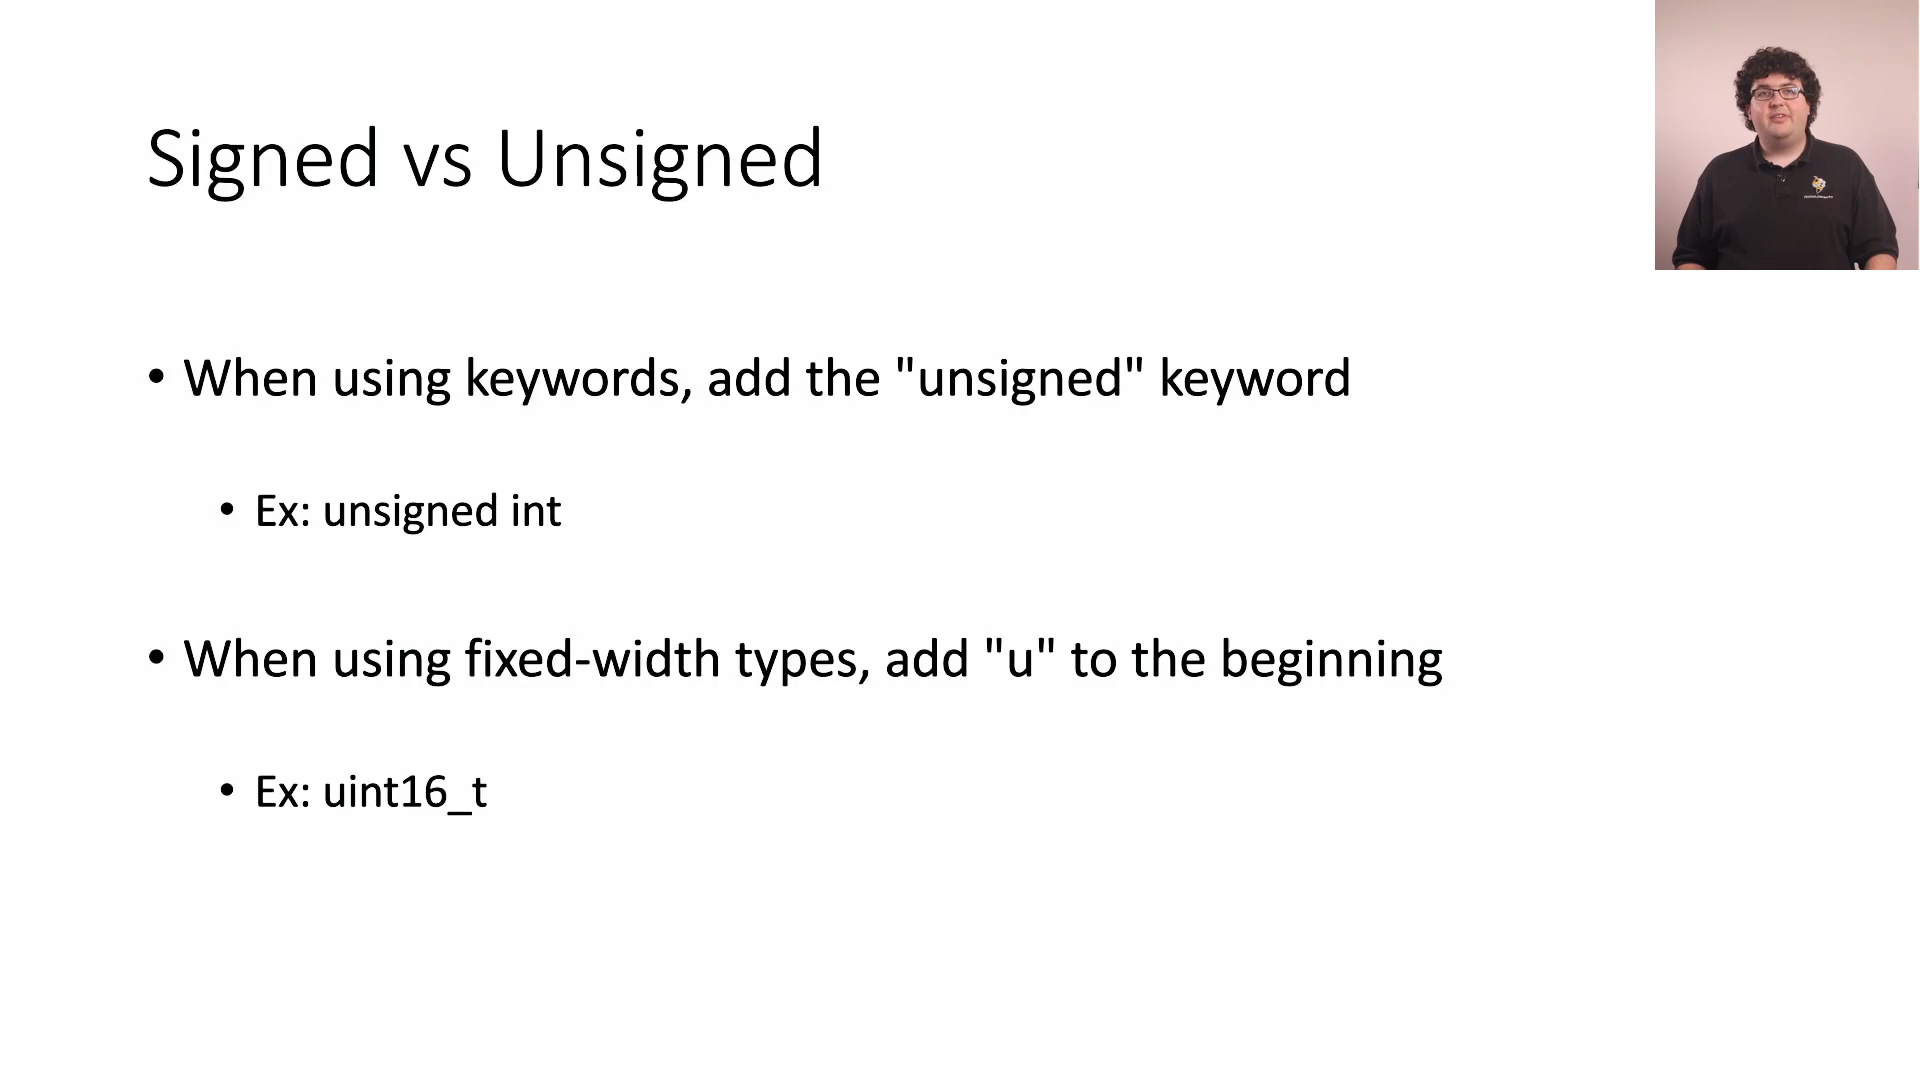 Signed vs Unsigned
• When using keywords, add the "unsigned" keyword
• Ex: unsigned int
• When using fixed-width types, add "u" to the beginning
• Ex: uint16_t